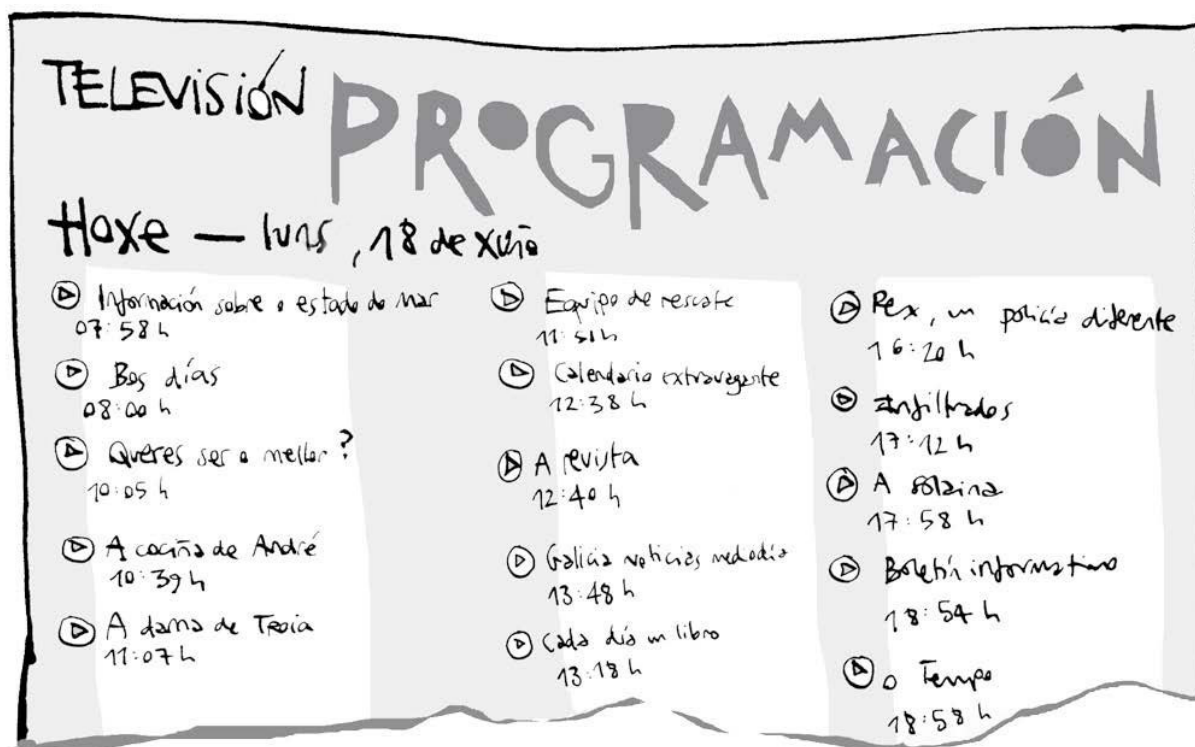 TELEVISIÓN
PROGRAMACIÓN
Hoxe — luns, 18 de xuño
Información sobre o estado do mar
07:58 h
Bos días
08:00 h
Queres ser o mellor?
10:05 h
A cociña de André
10:39 h
A dama de Troia
11:07 h
Equipo de rescate
11:51 h
Calendario extravagante
12:38 h
A revista
12:40 h
Galicia noticias mediodía
13:48 h
Cada día un libro
13:18 h
Rex, un policía diferente
16:20 h
Infiltrados
17:12 h
A solaina
17:58 h
Boletín informativo
18:54 h
O Tempo
18:58 h